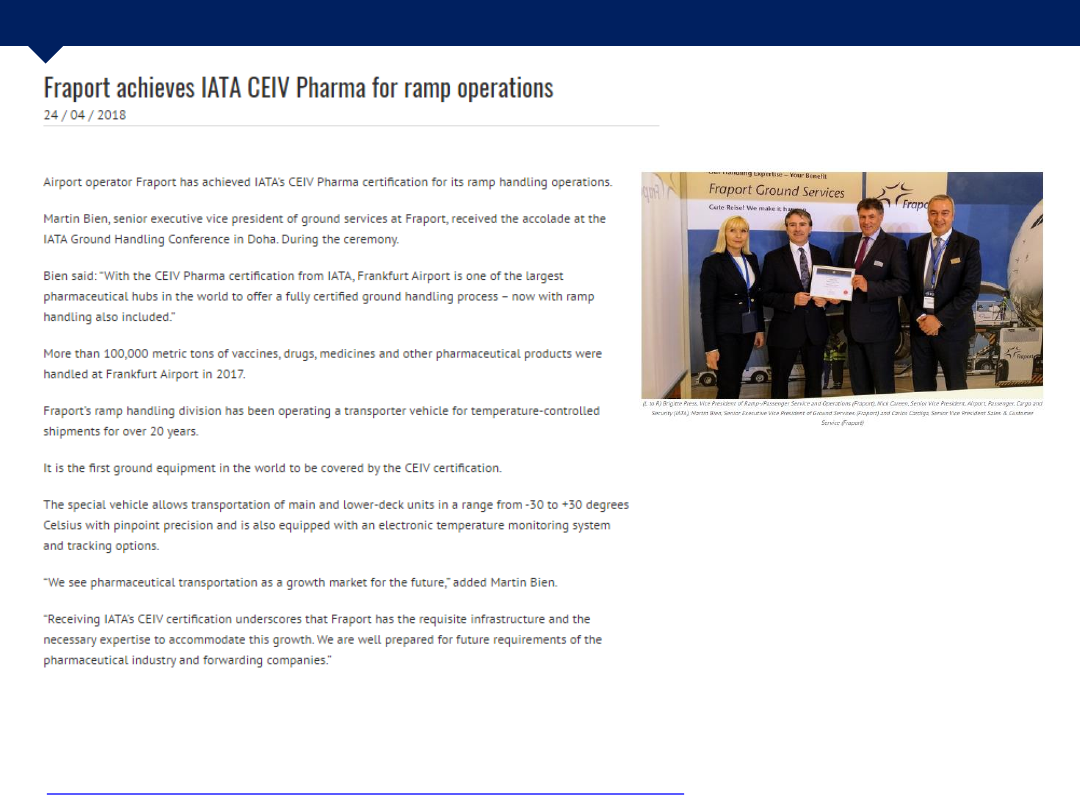 Fraport achieves IATA CEIV Pharma for ramp operations
24 / 04 / 2018
Airport operator Fraport has achieved IATA's CEIV Pharma certification for its ramp handling operations.
Martin Bien, senior executive vice president of ground services at Fraport, received the accolade at the
IATA Ground Handling Conference in Doha. During the ceremony.
Bien said: “With the CEIV Pharma certification from IATA, Frankfurt Airport is one of the largest
pharmaceutical hubs in the world to offer a fully certified ground handling process – now with ramp
handling also included.”
More than 100,000 metric tons of vaccines, drugs, medicines and other pharmaceutical products were
handled at Frankfurt Airport in 2017.
Fraport's ramp handling division has been operating a transporter vehicle for temperature-controlled
shipments for over 20 years.
It is the first ground equipment in the world to be covered by the CEIV certification.
The special vehicle allows transportation of main and lower-deck units in a range from -30 to +30 degrees
Celsius with pinpoint precision and is also equipped with an electronic temperature monitoring system
and tracking options.
“We see pharmaceutical transportation as a growth market for the future,” added Martin Bien.
“Receiving IATA's CEIV certification underscores that Fraport has the requisite infrastructure and the
necessary expertise to accommodate this growth. We are well prepared for future requirements of the
pharmaceutical industry and forwarding companies.”
Handling Expertise – Your Benefit
Fraport Ground Services
Gute Reise! We make it
Frapo
Fraport
(L to R) Brigitte Press, Vice President of Ramp-/Passenger Service and Operations (Fraport), Nick Careen, Senior Vice President, Airport, Passenger, Cargo and
Security (IATA), Martin Bien, Senior Executive Vice President of Ground Services (Fraport) and Carlos Senior Vice President Sales & Customer
Service (Fraport)